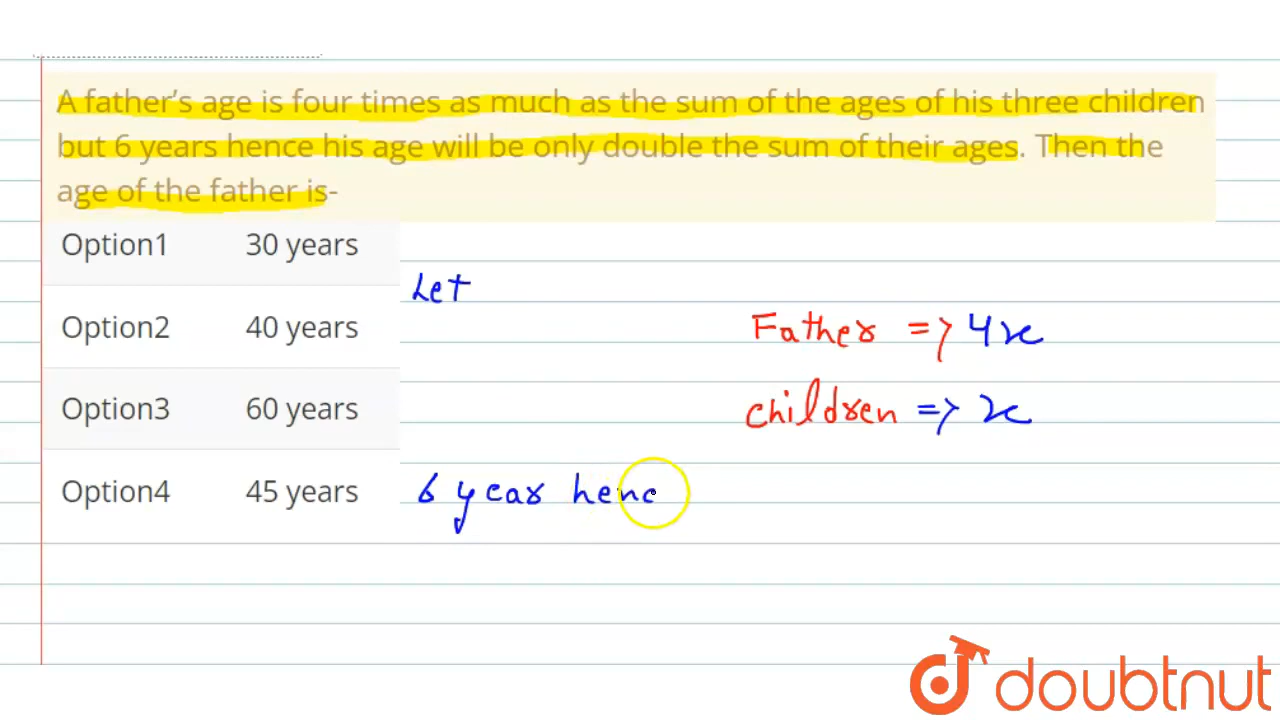 A father’s age is four times as much as the sum of the ages of his three children
but 6 years hence his age will be only double the sum of their ages. Then the
age of the father is-
Option1 30 years
Let
Option2 40 years
Father => 4x
Option3 60 years
children => x
Option4 45 years
6 year henc
doubtnut